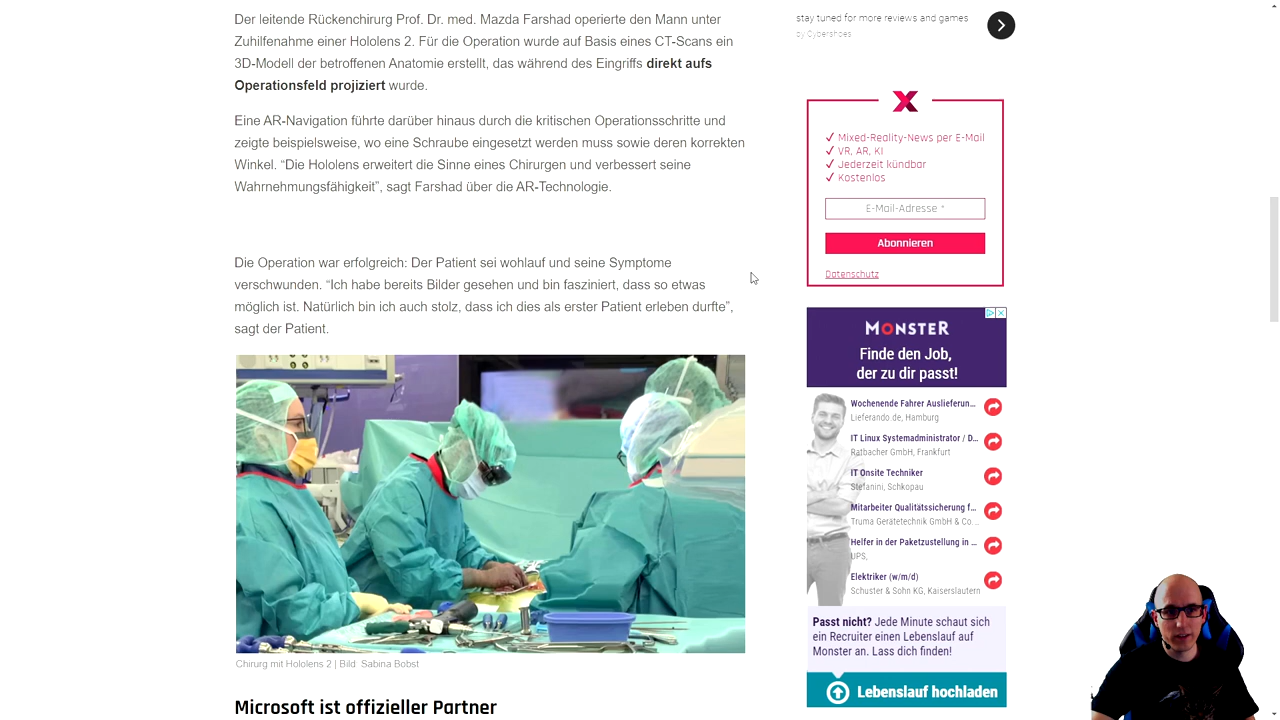 Der leitende Rückenchirurg Prof. Dr. med. Mazda Farshad operierte den Mann unter
Zuhilfenahme einer Hololens 2. Für die Operation wurde auf Basis eines CT-Scans ein
3D-Modell der betroffenen Anatomie erstellt, das während des Eingriffs direkt aufs
Operationsfeld projiziert wurde.
Eine AR-Navigation führte darüber hinaus durch die kritischen Operationsschritte und
zeigte beispielsweise, wo eine Schraube eingesetzt werden muss sowie deren korrekten
Winkel. “Die Hololens erweitert die Sinne eines Chirurgen und verbessert seine
Wahrnehmungsfähigkeit”, sagt Farshad über die AR-Technologie.
Die Operation war erfolgreich: Der Patient sei wohlauf und seine Symptome
verschwunden. “Ich habe bereits Bilder gesehen und bin fasziniert, dass so etwas
möglich ist. Natürlich bin ich auch stolz, dass ich dies als erster Patient erleben durfte”,
sagt der Patient.
Chirurg mit Hololens 2 | Bild: Sabina Bobst
Microsoft ist offizieller Partner
stay tuned for more reviews and games
by Cybershoes
✓ Mixed-Reality-News per E-Mail
✓ VR, AR, KI
✓ Jederzeit kündbar
✓ Kostenlos
E-Mail-Adresse *
Abonnieren
Datenschutz
MONSTER
Finde den Job,
der zu dir passt!
Wochenende Fahrer Auslieferun...
Lieferando.de, Hamburg
IT Linux Systemadministrator / D...
Ratbacher GmbH, Frankfurt
IT Onsite Techniker
Stefanini, Schkopau
Mitarbeiter Qualitätssicherung f...
Truma Gerätetechnik GmbH & Co...
Helfer in der Paketzustellung in ...
UPS,
Elektriker (w/m/d)
Schuster & Sohn KG, Kaiserslautern
Passt nicht? Jede Minute schaut sich
ein Recruiter einen Lebenslauf auf
Monster an. Lass dich finden!
Lebenslauf hochladen